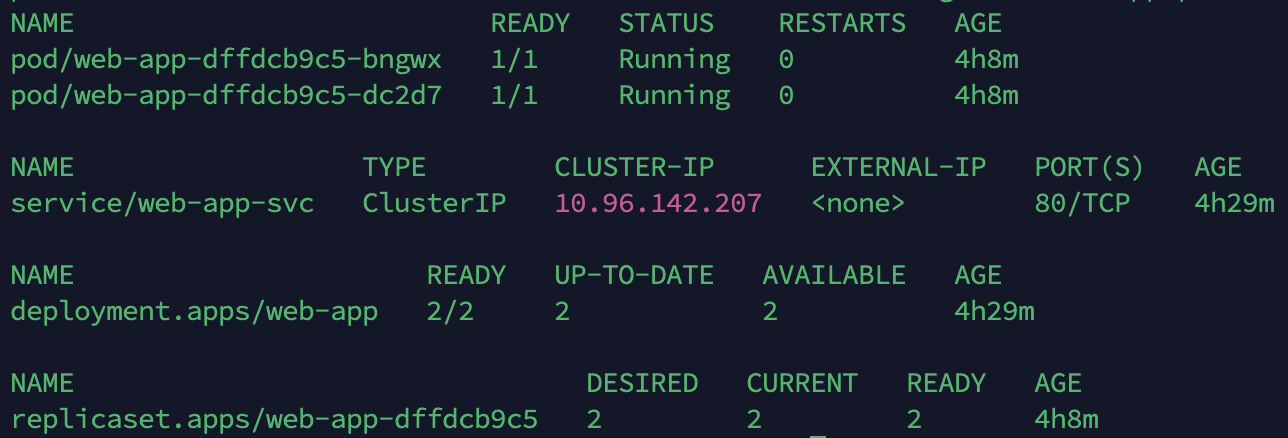 NAME READY STATUS RESTARTS AGE
pod/web-app-dffdcb9c5-bngwx 1/1 Running 0 4h8m
pod/web-app-dffdcb9c5-dc2d7 1/1 Running 0 4h8m
NAME TYPE CLUSTER-IP EXTERNAL-IP PORT(S) AGE
service/web-app-svc ClusterIP 10.96.142.207 <none> 80/TCP 4h29m
NAME READY UP-TO-DATE AVAILABLE AGE
deployment.apps/web-app 2/2 2 2 4h29m
NAME DESIRED CURRENT READY AGE
replicaset.apps/web-app-dffdcb9c5 2 2 2 4h8m